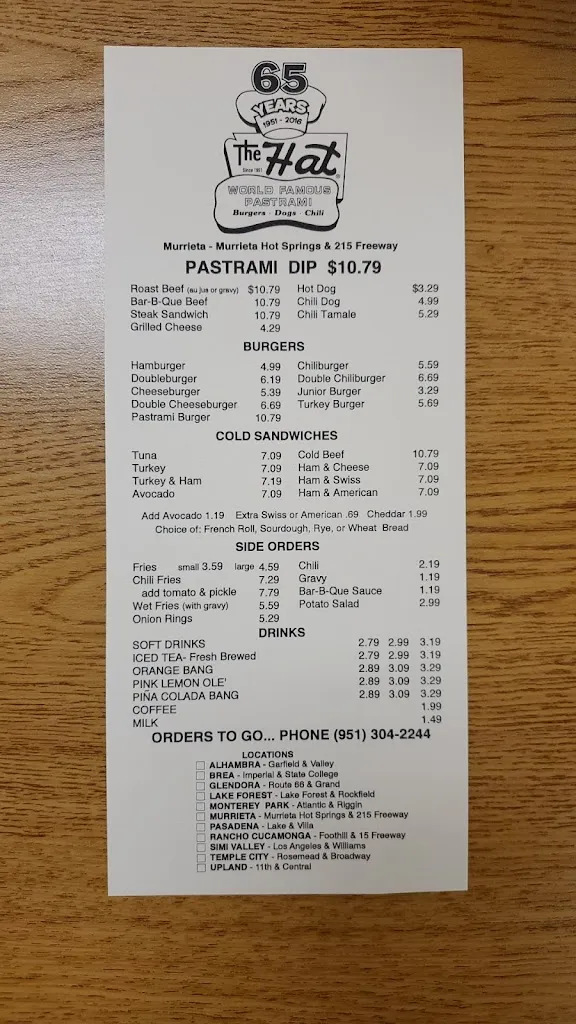 65
YEARS
1951 - 2016
The Hat
Since 1951
WORLD FAMOUS
PASTRAMI
Burgers - Dogs - Chili
Murrieta - Murrieta Hot Springs & 215 Freeway
PASTRAMI DIP $10.79
Roast Beef (au jus or gravy) $10.79 Hot Dog $3.29
Bar-B-Que Beef 10.79 Chili Dog 4.99
Steak Sandwich 10.79 Chili Tamale 5.29
Grilled Cheese 4.29
BURGERS
Hamburger 4.99 Chiliburger 5.59
Doubleburger 6.19 Double Chiliburger 6.69
Cheeseburger 5.39 Junior Burger 3.29
Double Cheeseburger 6.69 Turkey Burger 5.69
Pastrami Burger 10.79
COLD SANDWICHES
Tuna 7.09 Cold Beef 10.79
Turkey 7.09 Ham & Cheese 7.09
Turkey & Ham 7.19 Ham & Swiss 7.09
Avocado 7.09 Ham & American 7.09
Add Avocado 1.19 Extra Swiss or American .69 Cheddar 1.99
Choice of: French Roll, Sourdough, Rye, or Wheat Bread
SIDE ORDERS
Fries small 3.59 large 4.59 Chili 2.19
Chili Fries 7.29 Gravy 1.19
add tomato & pickle 7.79 Bar-B-Que Sauce 1.19
Wet Fries (with gravy) 5.59 Potato Salad 2.99
Onion Rings 5.29
DRINKS
SOFT DRINKS 2.79 2.99 3.19
ICED TEA- Fresh Brewed 2.79 2.99 3.19
ORANGE BANG 2.89 3.09 3.29
PINK LEMON OLE' 2.89 3.09 3.29
PIÑA COLADA BANG 2.89 3.09 3.29
COFFEE 1.99
MILK 1.49
ORDERS TO GO... PHONE (951) 304-2244
LOCATIONS
ALHAMBRA - Garfield & Valley
BREA - Imperial & State College
GLENDORA - Route 66 & Grand
LAKE FOREST - Lake Forest & Rockfield
MONTEREY PARK - Atlantic & Riggin
MURRIETA - Murrieta Hot Springs & 215 Freeway
PASADENA - Lake & Villa
RANCHO CUCAMONGA - Foothill & 15 Freeway
SIMI VALLEY - Los Angeles & Williams
TEMPLE CITY - Rosemead & Broadway
UPLAND - 11th & Central